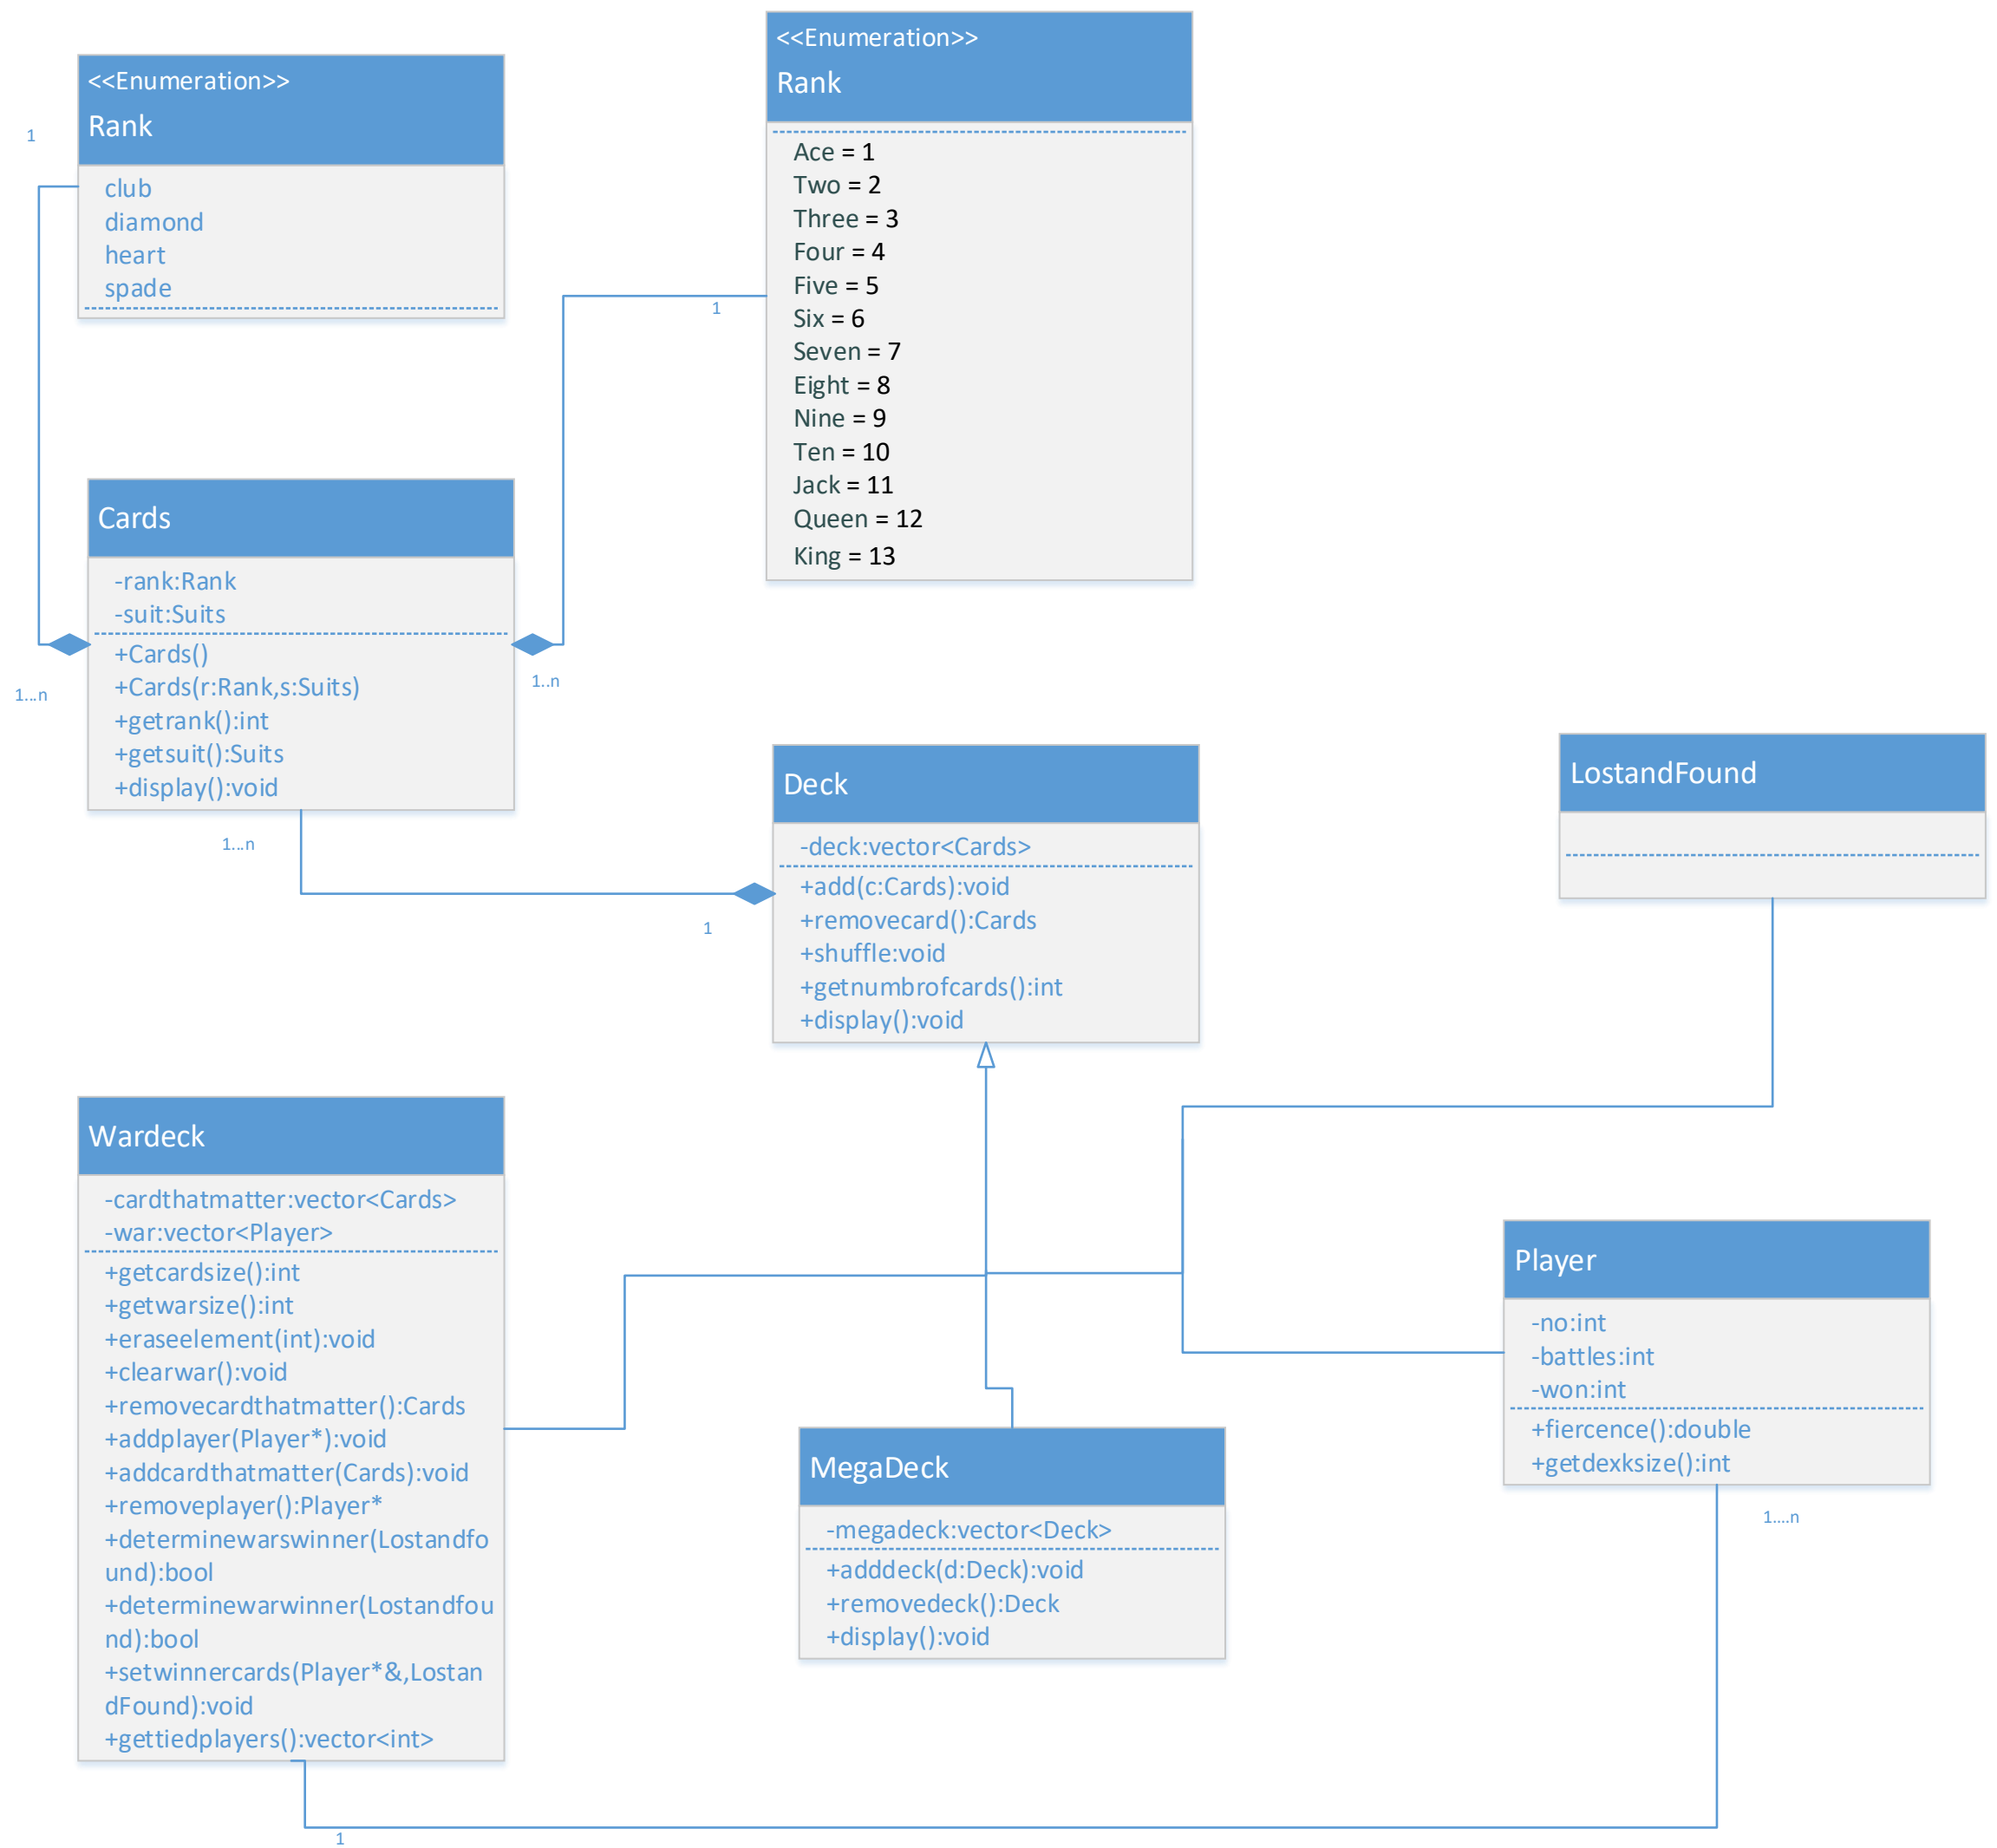 <<Enumeration>>
Rank
1
club
diamond
heart
spade
<<Enumeration>>
Rank
Ace = 1
Two = 2
Three = 3
Four = 4
Five = 5
Six = 6
Seven = 7
Eight = 8
Nine = 9
Ten = 10
Jack = 11
Queen = 12
King = 13
1
Cards
-rank:Rank
-suit:Suits
+Cards()
+Cards(r:Rank,s:Suits)
+getrank():int
+getsuit():Suits
+display():void
1...n
1..n
1...n
Deck
-deck:vector<Cards>
+add(c:Cards):void
+removecard():Cards
+shuffle:void
+getnumbrofcards():int
+display():void
1
LostandFound
Wardeck
-cardthatmatter:vector<Cards>
-war:vector<Player>
+getcardsize():int
+getwarsize():int
+eraseelement(int):void
+clearwar():void
+removecardthatmatter():Cards
+addplayer(Player*):void
+addcardthatmatter(Cards):void
+removeplayer():Player*
+determinewarswinner(Lostandfo
und):bool
+determinewarwinner(Lostandfou
nd):bool
+setwinnercards(Player*&,Lostan
dFound):void
+gettiedplayers():vector<int>
MegaDeck
-megadeck:vector<Deck>
+adddeck(d:Deck):void
+removedeck():Deck
+display():void
Player
-no:int
-battles:int
-won:int
+fiercence():double
+getdexksize():int
1....n
1